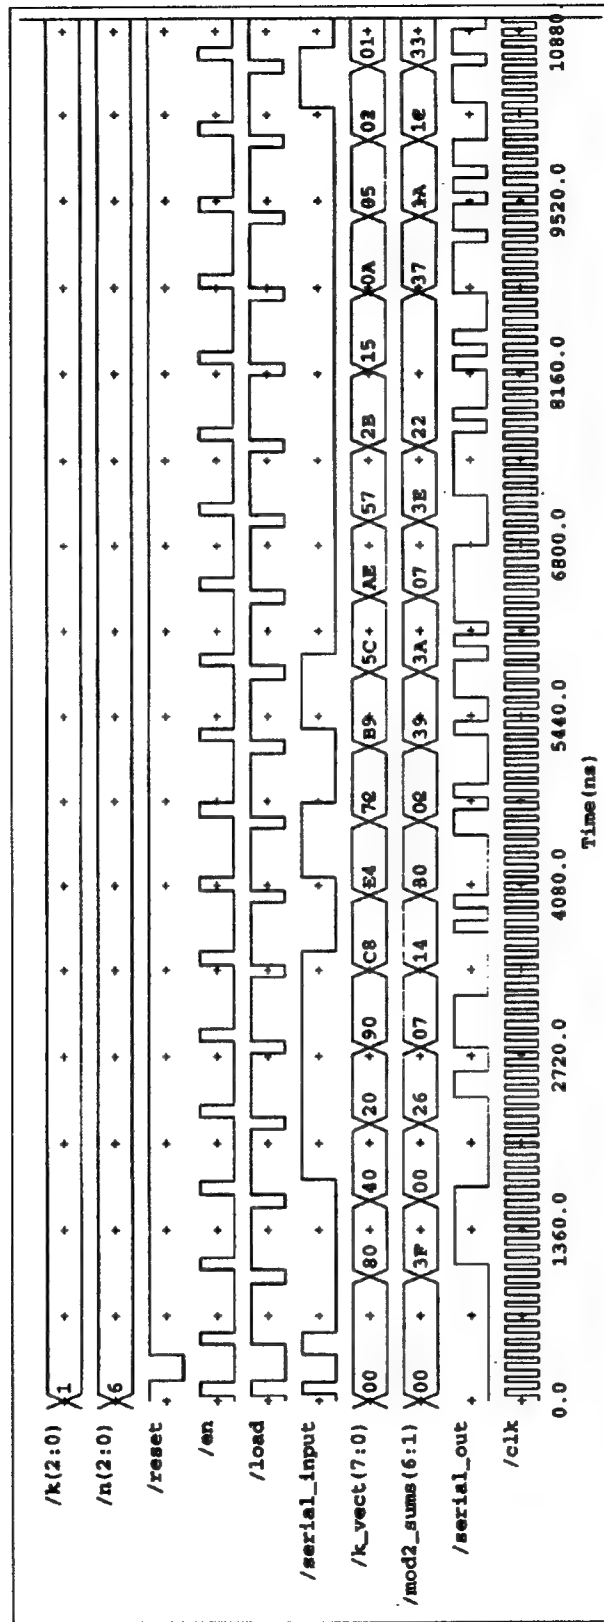 /k(2:0) 1
/n(2:0) 6
/reset
/en
/load
/serial_input
/k_vect(7:0) 00 80 40 20 90 C8 E4 72 B9 5C AE 57 2B 15 0A 05 02 01
/mod2_sums(6:1) 00 3F 00 26 07 14 30 02 39 3A 07 3E 22 37 1A 1C 33
/serial_out
/clk
0.0 1360.0 2720.0 4080.0 5440.0 6800.0 8160.0 9520.0 10880.
Time(ns)